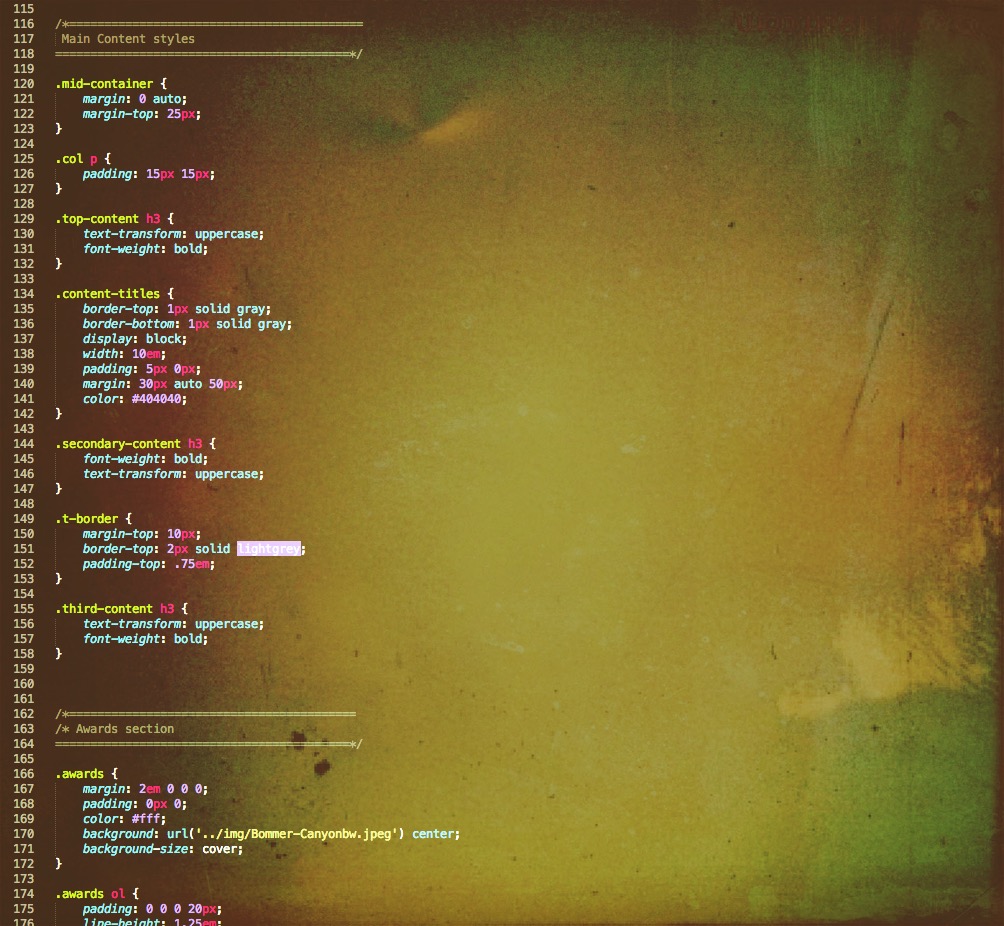 115
116 /*==========================================
117 Main Content styles
118 ==========================================*/
119
120 .mid-container {
121 margin: 0 auto;
122 margin-top: 25px;
123 }
124
125 .col p {
126 padding: 15px 15px;
127 }
128
129 .top-content h3 {
130 text-transform: uppercase;
131 font-weight: bold;
132 }
133
134 .content-titles {
135 border-top: 1px solid gray;
136 border-bottom: 1px solid gray;
137 display: block;
138 width: 10em;
139 padding: 5px 0px;
140 margin: 30px auto 50px;
141 color: #404040;
142 }
143
144 .secondary-content h3 {
145 font-weight: bold;
146 text-transform: uppercase;
147 }
148
149 .t-border {
150 margin-top: 10px;
151 border-top: 2px solid lightgrey;
152 padding-top: .75em;
153 }
154
155 .third-content h3 {
156 text-transform: uppercase;
157 font-weight: bold;
158 }
159
160
161
162 /*=========================================
163 /* Awards section
164 ==========================================*/
165
166 .awards {
167 margin: 2em 0 0 0;
168 padding: 0px 0;
169 color: #fff;
170 background: url('../img/Bommer-Canyonbw.jpeg') center;
171 background-size: cover;
172 }
173
174 .awards ol {
175 padding: 0 0 0 20px;
176 line-height: 1.25em;